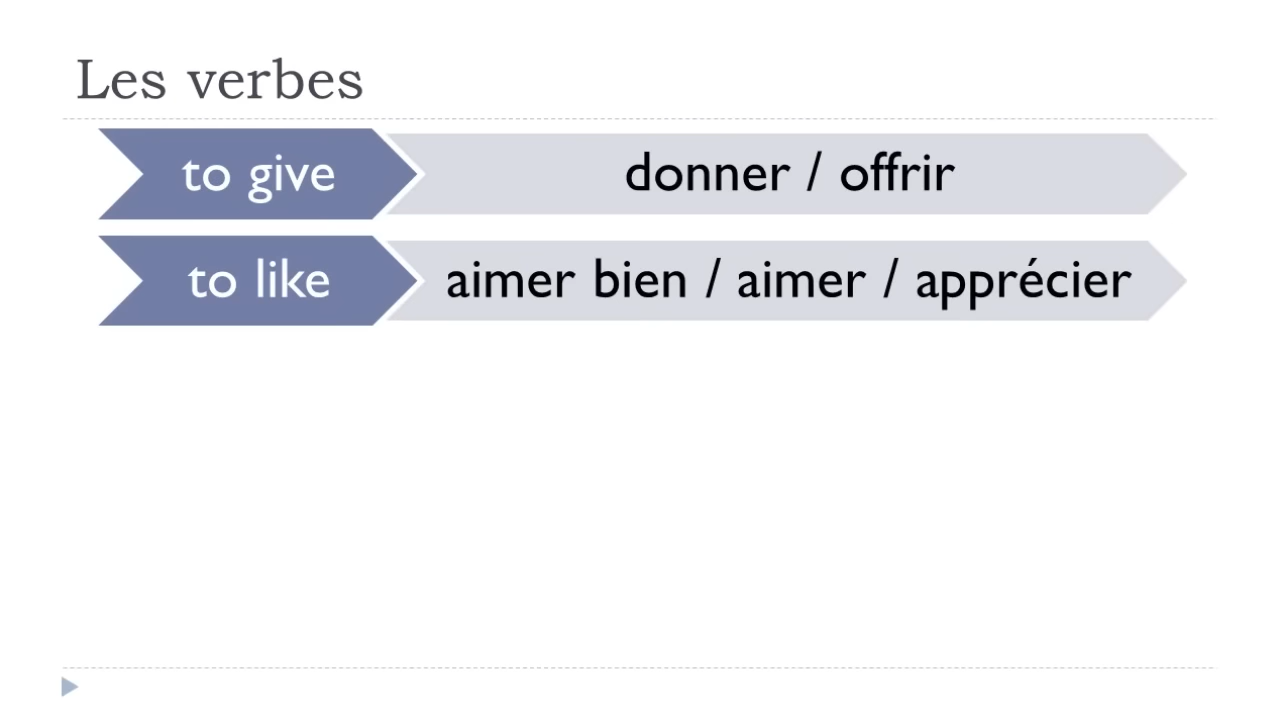 Les verbes
to give donner / offrir
to like aimer bien / aimer / apprécier